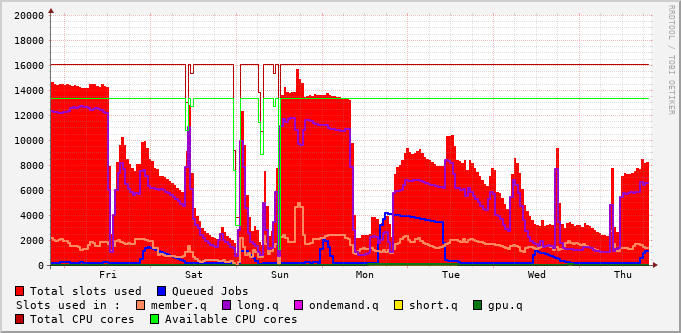 RRDTOOL / TOBI OETIKER
20000
18000
16000
14000
12000
10000
8000
6000
4000
2000
0
Fri Sat Sun Mon Tue Wed Thu
Total slots used Queued Jobs
Slots used in : member.q long.q ondemand.q short.q gpu.q
Total CPU cores Available CPU cores